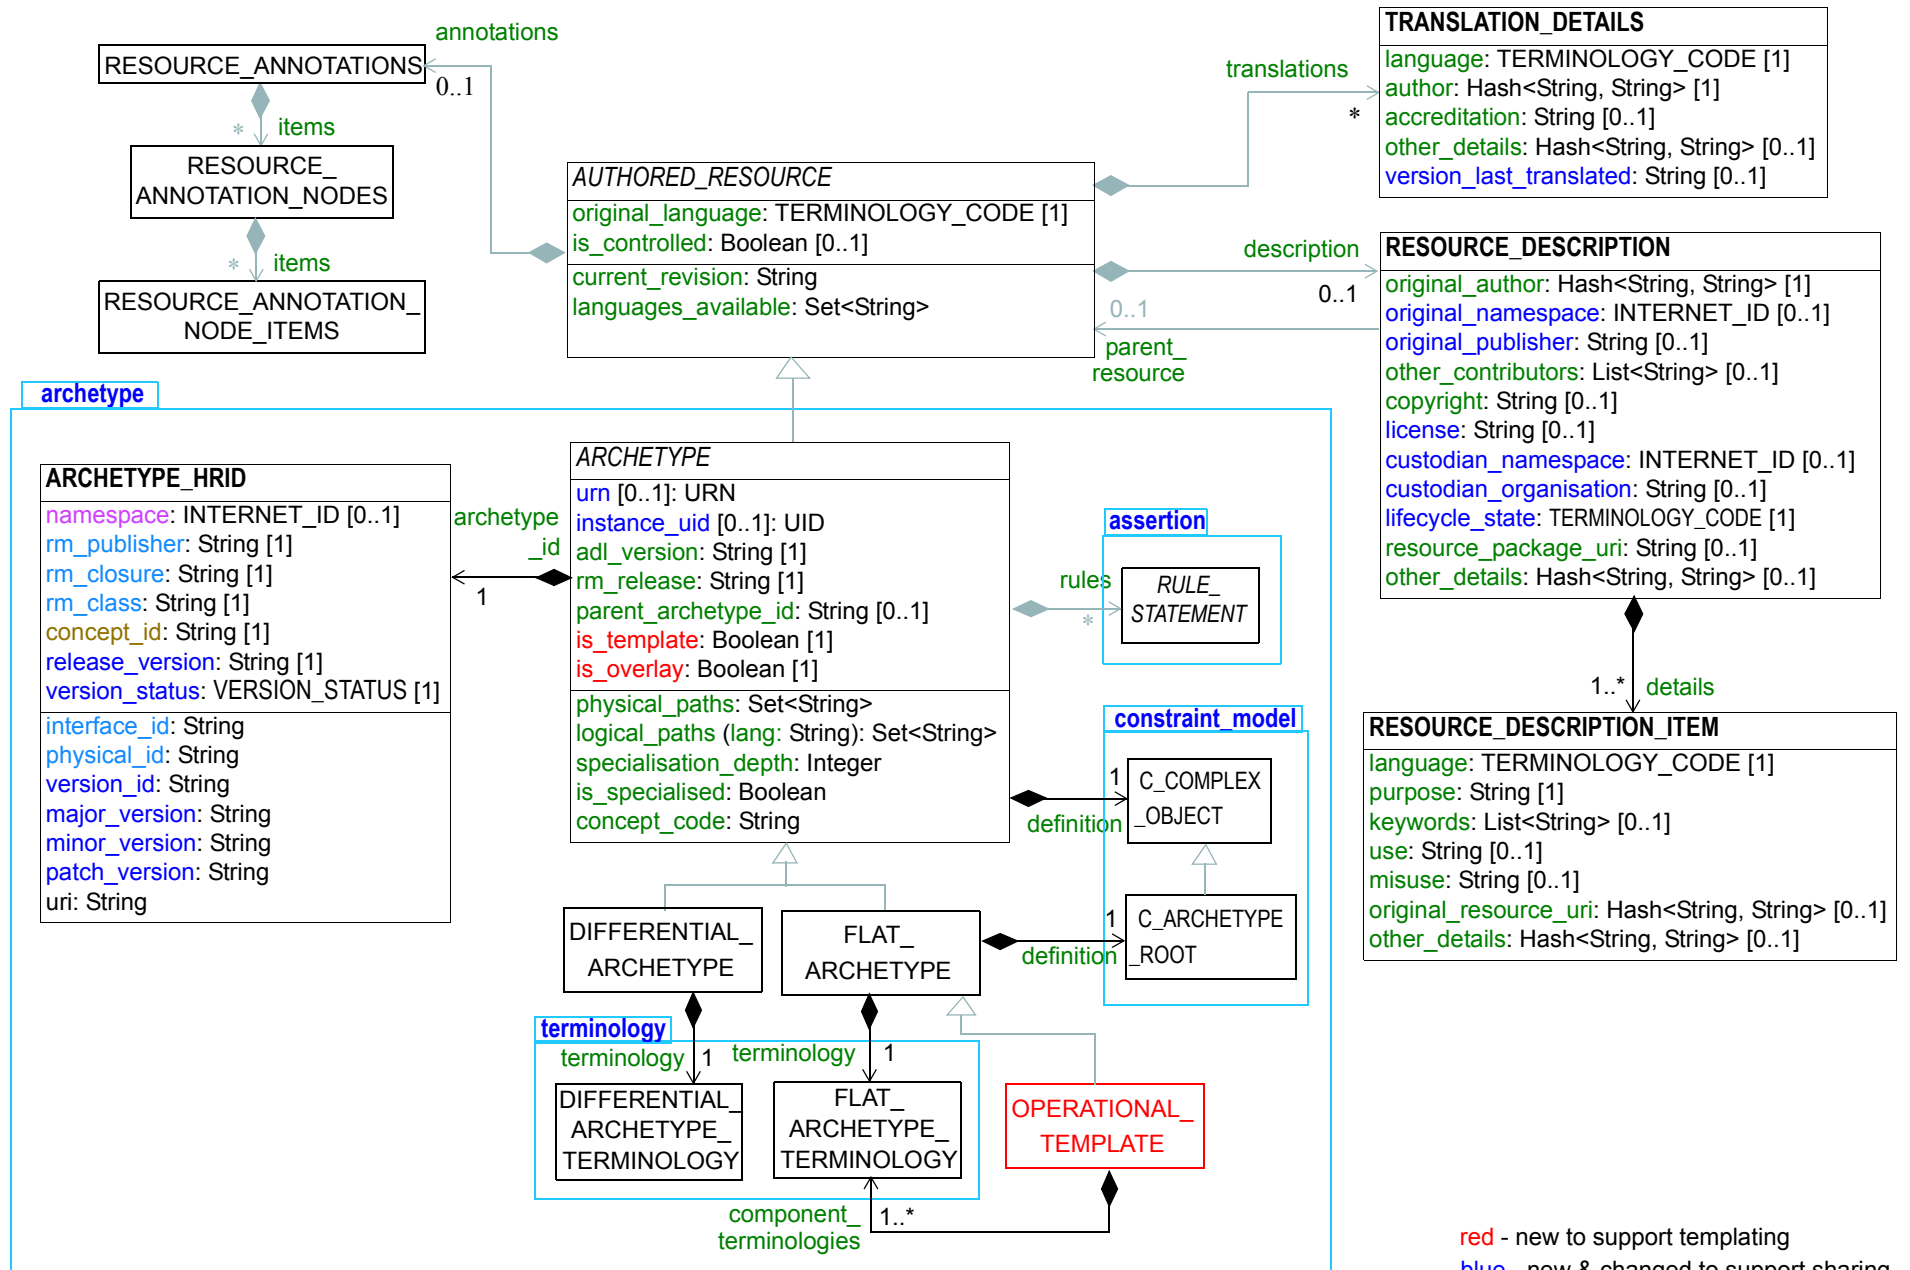 annotations
RESOURCE_ANNOTATIONS
0..1
* items
RESOURCE_
ANNOTATION_NODES
* items
RESOURCE_ANNOTATION_
NODE_ITEMS
AUTHORED_RESOURCE
original_language: TERMINOLOGY_CODE [1]
is_controlled: Boolean [0..1]
current_revision: String
languages_available: Set<String>
translations
*
description
0..1
0..1
parent_
resource
TRANSLATION_DETAILS
language: TERMINOLOGY_CODE [1]
author: Hash<String, String> [1]
accreditation: String [0..1]
other_details: Hash<String, String> [0..1]
version_last_translated: String [0..1]
RESOURCE_DESCRIPTION
original_author: Hash<String, String> [1]
original_namespace: INTERNET_ID [0..1]
original_publisher: String [0..1]
other_contributors: List<String> [0..1]
copyright: String [0..1]
license: String [0..1]
custodian_namespace: INTERNET_ID [0..1]
custodian_organisation: String [0..1]
lifecycle_state: TERMINOLOGY_CODE [1]
resource_package_uri: String [0..1]
other_details: Hash<String, String> [0..1]
1..* details
RESOURCE_DESCRIPTION_ITEM
language: TERMINOLOGY_CODE [1]
purpose: String [1]
keywords: List<String> [0..1]
use: String [0..1]
misuse: String [0..1]
original_resource_uri: Hash<String, String> [0..1]
other_details: Hash<String, String> [0..1]
archetype
ARCHETYPE_HRID
namespace: INTERNET_ID [0..1]
rm_publisher: String [1]
rm_closure: String [1]
rm_class: String [1]
concept_id: String [1]
release_version: String [1]
version_status: VERSION_STATUS [1]
interface_id: String
physical_id: String
version_id: String
major_version: String
minor_version: String
patch_version: String
uri: String
archetype
_id
1
ARCHETYPE
urn [0..1]: URN
instance_uid [0..1]: UID
adl_version: String [1]
rm_release: String [1]
parent_archetype_id: String [0..1]
is_template: Boolean [1]
is_overlay: Boolean [1]
physical_paths: Set<String>
logical_paths (lang: String): Set<String>
specialisation_depth: Integer
is_specialised: Boolean
concept_code: String
assertion
rules
*
RULE_
STATEMENT
constraint_model
1
definition
C_COMPLEX
_OBJECT
1
definition
C_ARCHETYPE
_ROOT
DIFFERENTIAL_
ARCHETYPE
FLAT_
ARCHETYPE
terminology
terminology 1
terminology 1
DIFFERENTIAL_
ARCHETYPE_
TERMINOLOGY
FLAT_
ARCHETYPE_
TERMINOLOGY
OPERATIONAL_
TEMPLATE
component_
terminologies
1..*
red - new to support templating
blue - new & changed to support sharing